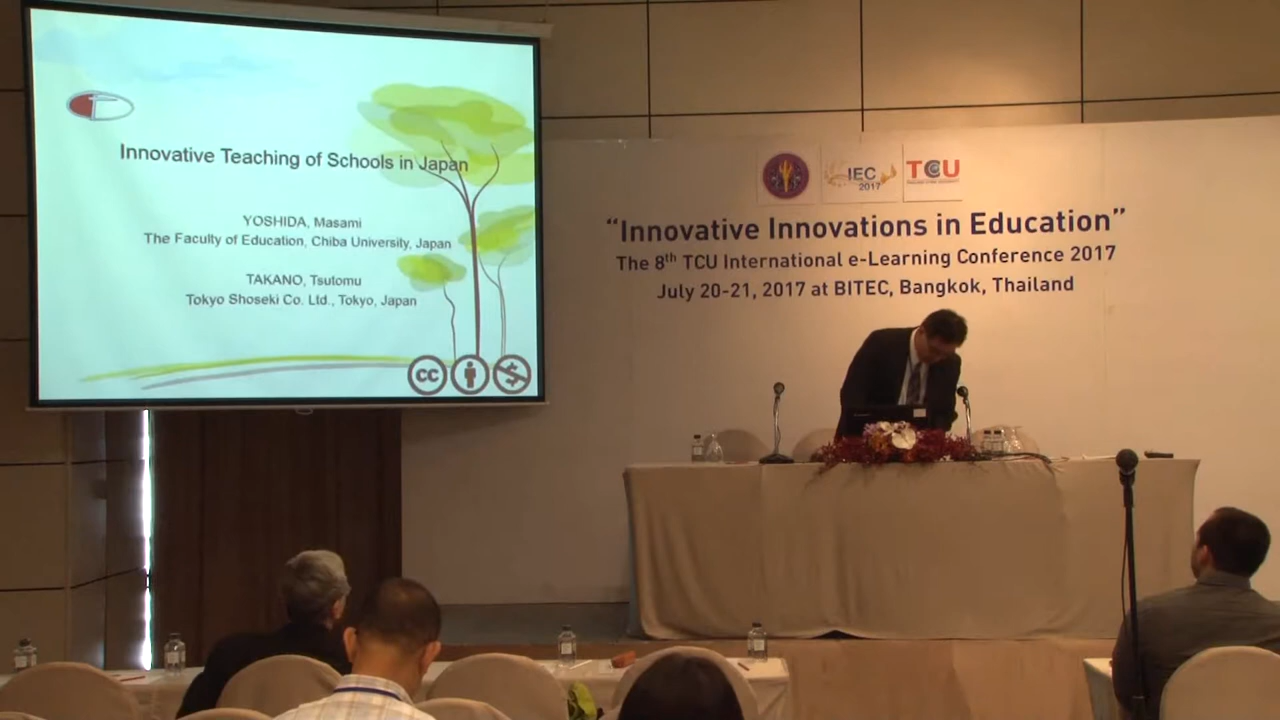 Innovative Teaching of Schools in Japan
YOSHIDA, Masami
The Faculty of Education, Chiba University, Japan
TAKANO, Tsutomu
Tokyo Shoseki Co. Ltd., Tokyo, Japan
cc
IEC
2017
TCU
“Innovative Innovations in Education”
The 8th TCU International e-Learning Conference 2017
July 20-21, 2017 at BITEC, Bangkok, Thailand